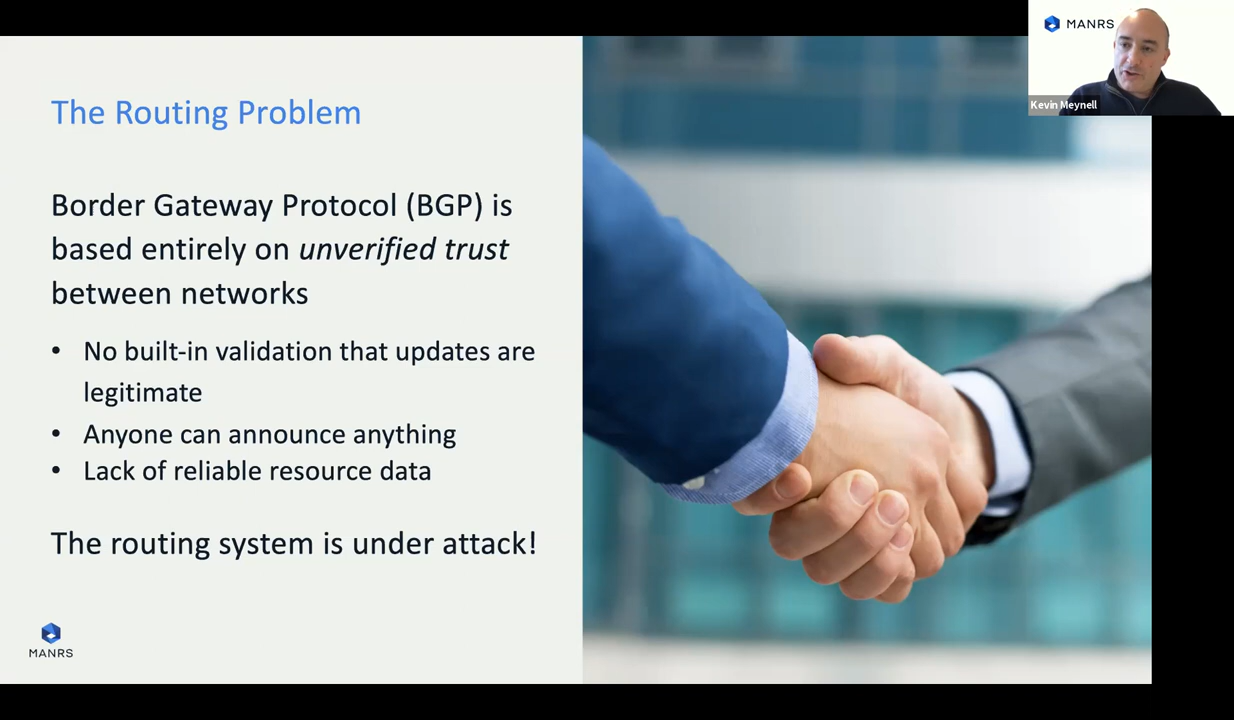 MANRS
Kevin Meynell
The Routing Problem
Border Gateway Protocol (BGP) is
based entirely on unverified trust
between networks
• No built-in validation that updates are
legitimate
• Anyone can announce anything
• Lack of reliable resource data
The routing system is under attack!
MANRS